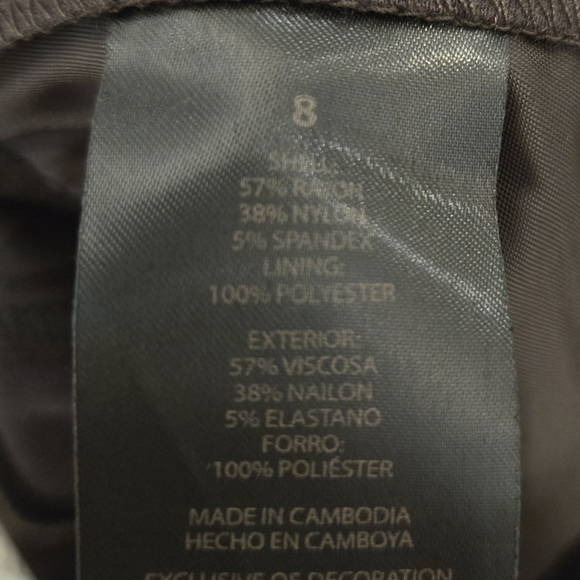 8
SHELL:
57% RAYON
38% NYLON
5% SPANDEX
LINING:
100% POLYESTER
EXTERIOR:
57% VISCOSA
38% NAILON
5% ELASTANO
FORRO:
100% POLIÉSTER
MADE IN CAMBODIA
HECHO EN CAMBOYA
EXCLUSIVE OF DECORATION